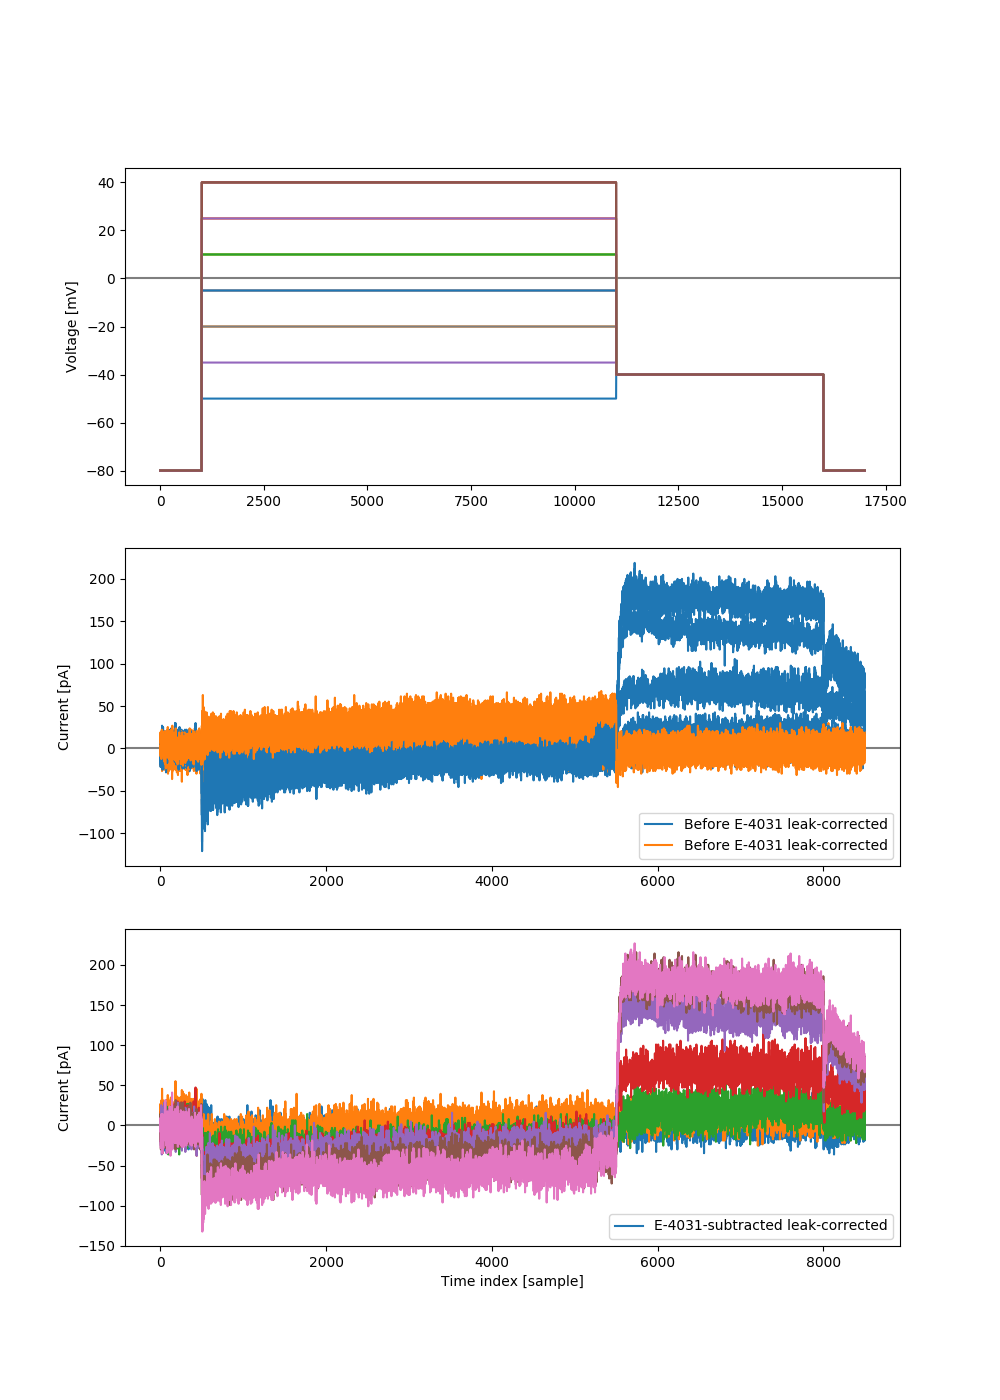 40
20
0
−20
−40
−60
−80
Voltage [mV]
0 2500 5000 7500 10000 12500 15000 17500
200
150
100
50
0
−50
−100
Current [pA]
Before E-4031 leak-corrected
Before E-4031 leak-corrected
0 2000 4000 6000 8000
200
150
100
50
0
−50
−100
−150
Current [pA]
E-4031-subtracted leak-corrected
0 2000 4000 6000 8000
Time index [sample]